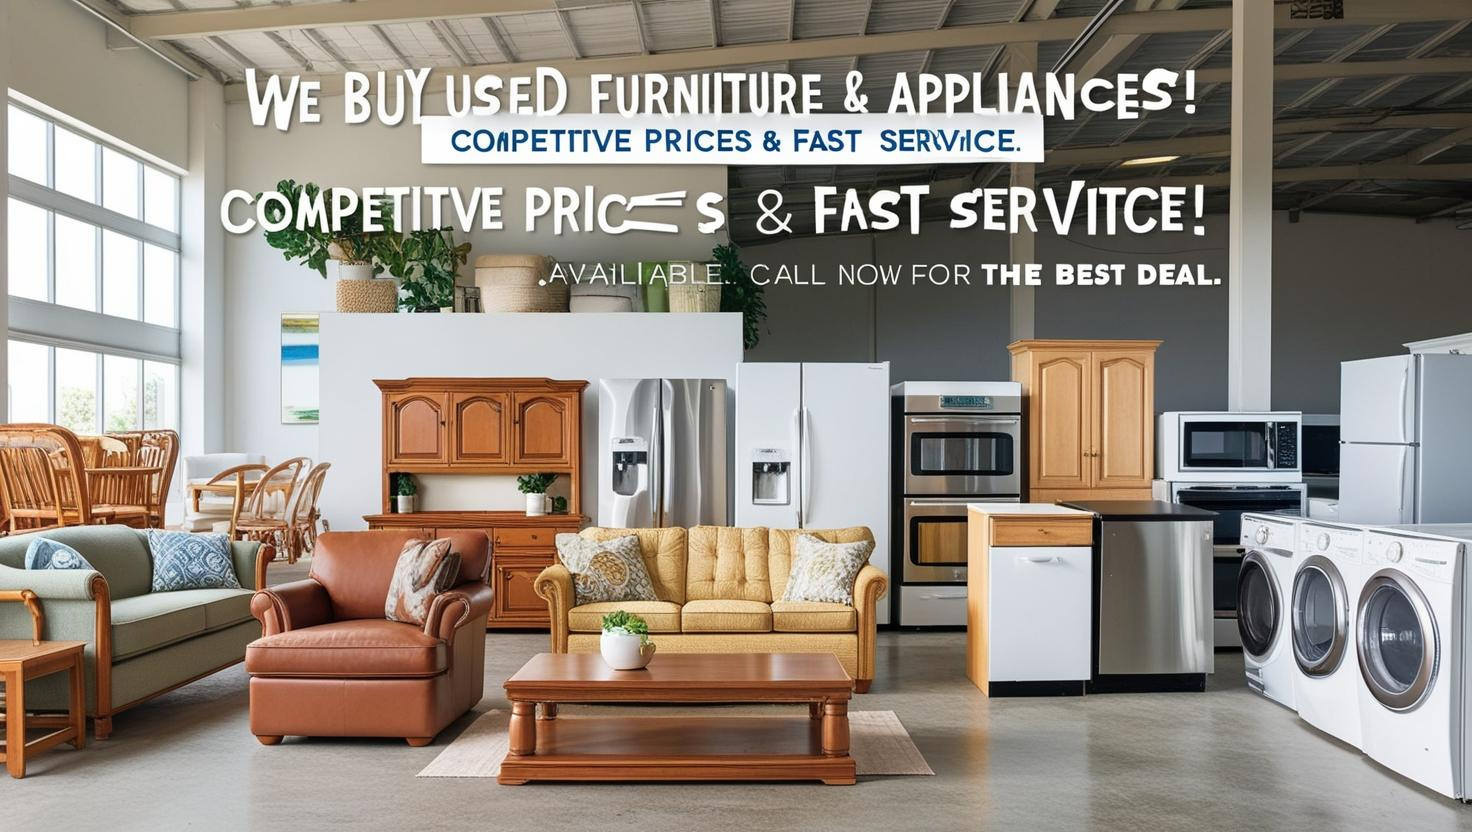 WE BUY USED FURNIITURE & APPLIANCES!
COMPETITIVE PRICES & FAST SERVICE.
COMPETITVE PRICES & FAST SERVITCE!
.AVAILIABLE. CALL NOW FOR THE BEST DEAL.